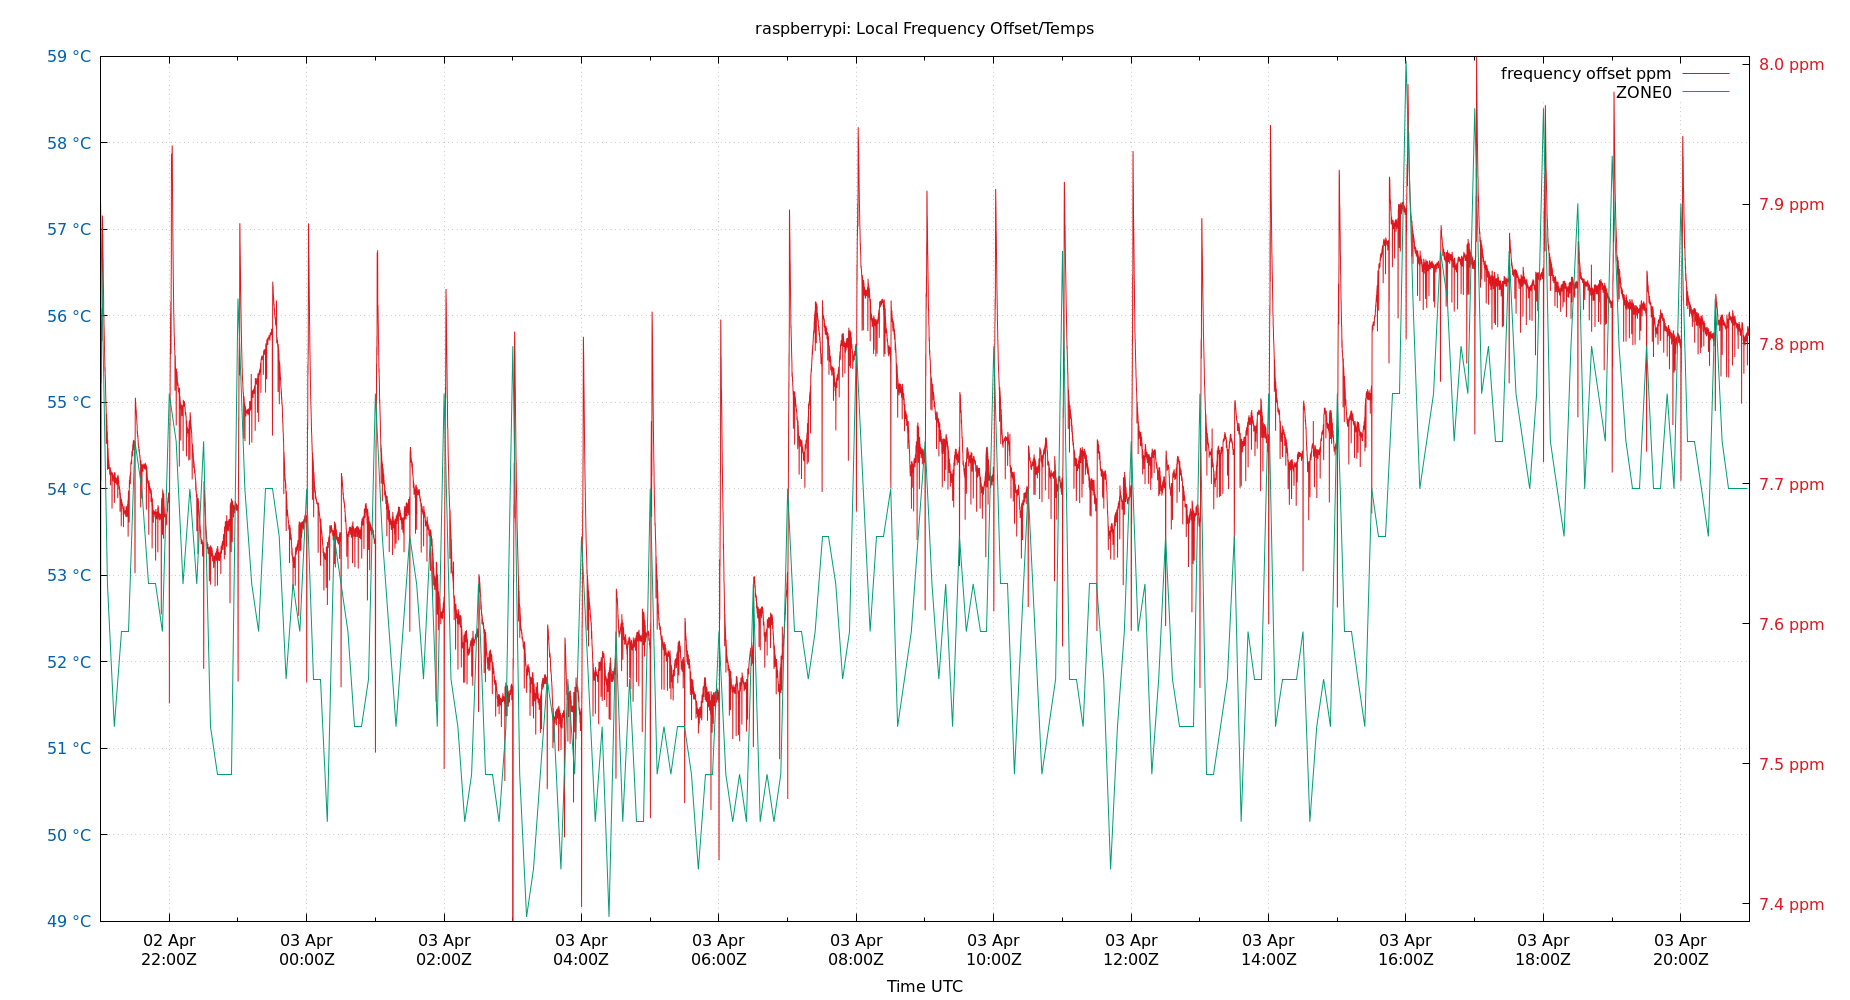 raspberrypi: Local Frequency Offset/Temps
59 °C
58 °C
57 °C
56 °C
55 °C
54 °C
53 °C
52 °C
51 °C
50 °C
49 °C
8.0 ppm
7.9 ppm
7.8 ppm
7.7 ppm
7.6 ppm
7.5 ppm
7.4 ppm
frequency offset ppm
ZONE0
02 Apr
22:00Z
03 Apr
00:00Z
03 Apr
02:00Z
03 Apr
04:00Z
03 Apr
06:00Z
03 Apr
08:00Z
03 Apr
10:00Z
03 Apr
12:00Z
03 Apr
14:00Z
03 Apr
16:00Z
03 Apr
18:00Z
03 Apr
20:00Z
Time UTC